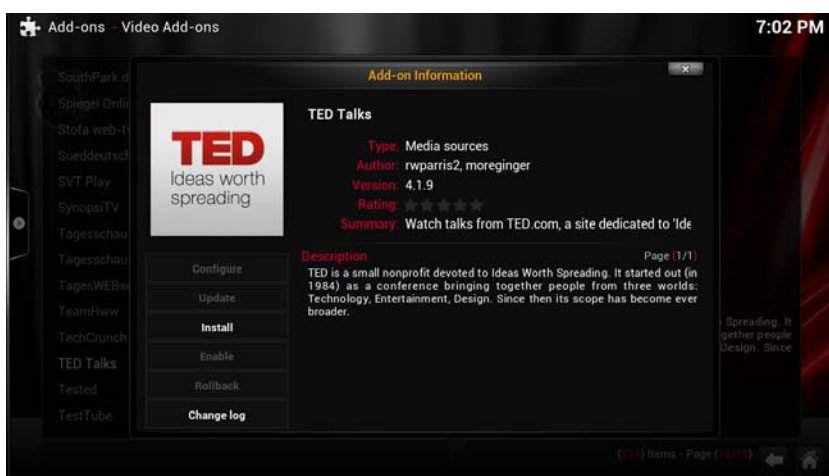 Add-ons - Video Add-ons
7:02 PM
SouthPark.d
Spiegel Onlin
Stofa web-t
Sueddeutsch
SVT Play
SynopsiTV
Tagesschau
Tagesschau
TagesWEBs
TeamHww
TechCrunch
TED Talks
Tested
TestTube
Add-on Information
TED
Ideas worth
spreading
TED Talks
Type: Media sources
Author: rwparris2, moreginger
Version: 4.1.9
Rating:
Summary: Watch talks from TED.com, a site dedicated to 'Ide
Description
Page (1/1)
TED is a small nonprofit devoted to Ideas Worth Spreading. It started out (in
1984) as a conference bringing together people from three worlds:
Technology, Entertainment, Design. Since then its scope has become ever
broader.
Configure
Update
Install
Enable
Rollback
Change log
Spreading. It
gether people
Design. Since
Items - Page